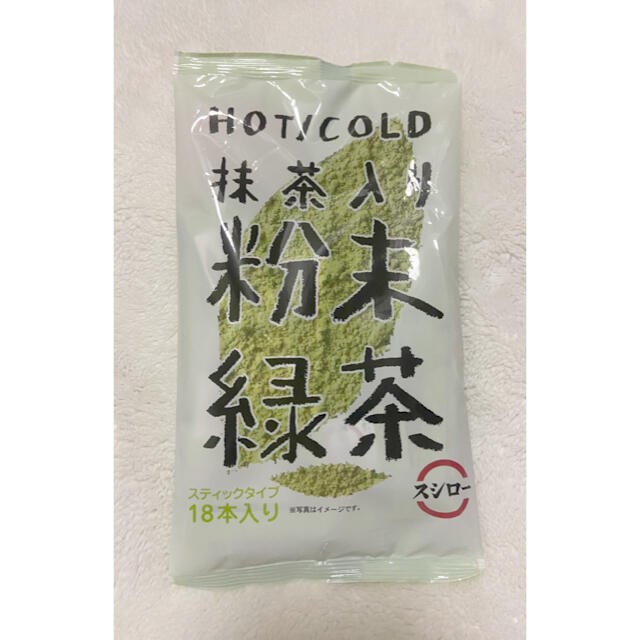 HOT/COLD
抹茶入り
粉末
緑茶
スティックタイプ
18本入り
※写真はイメージです。
スシロー